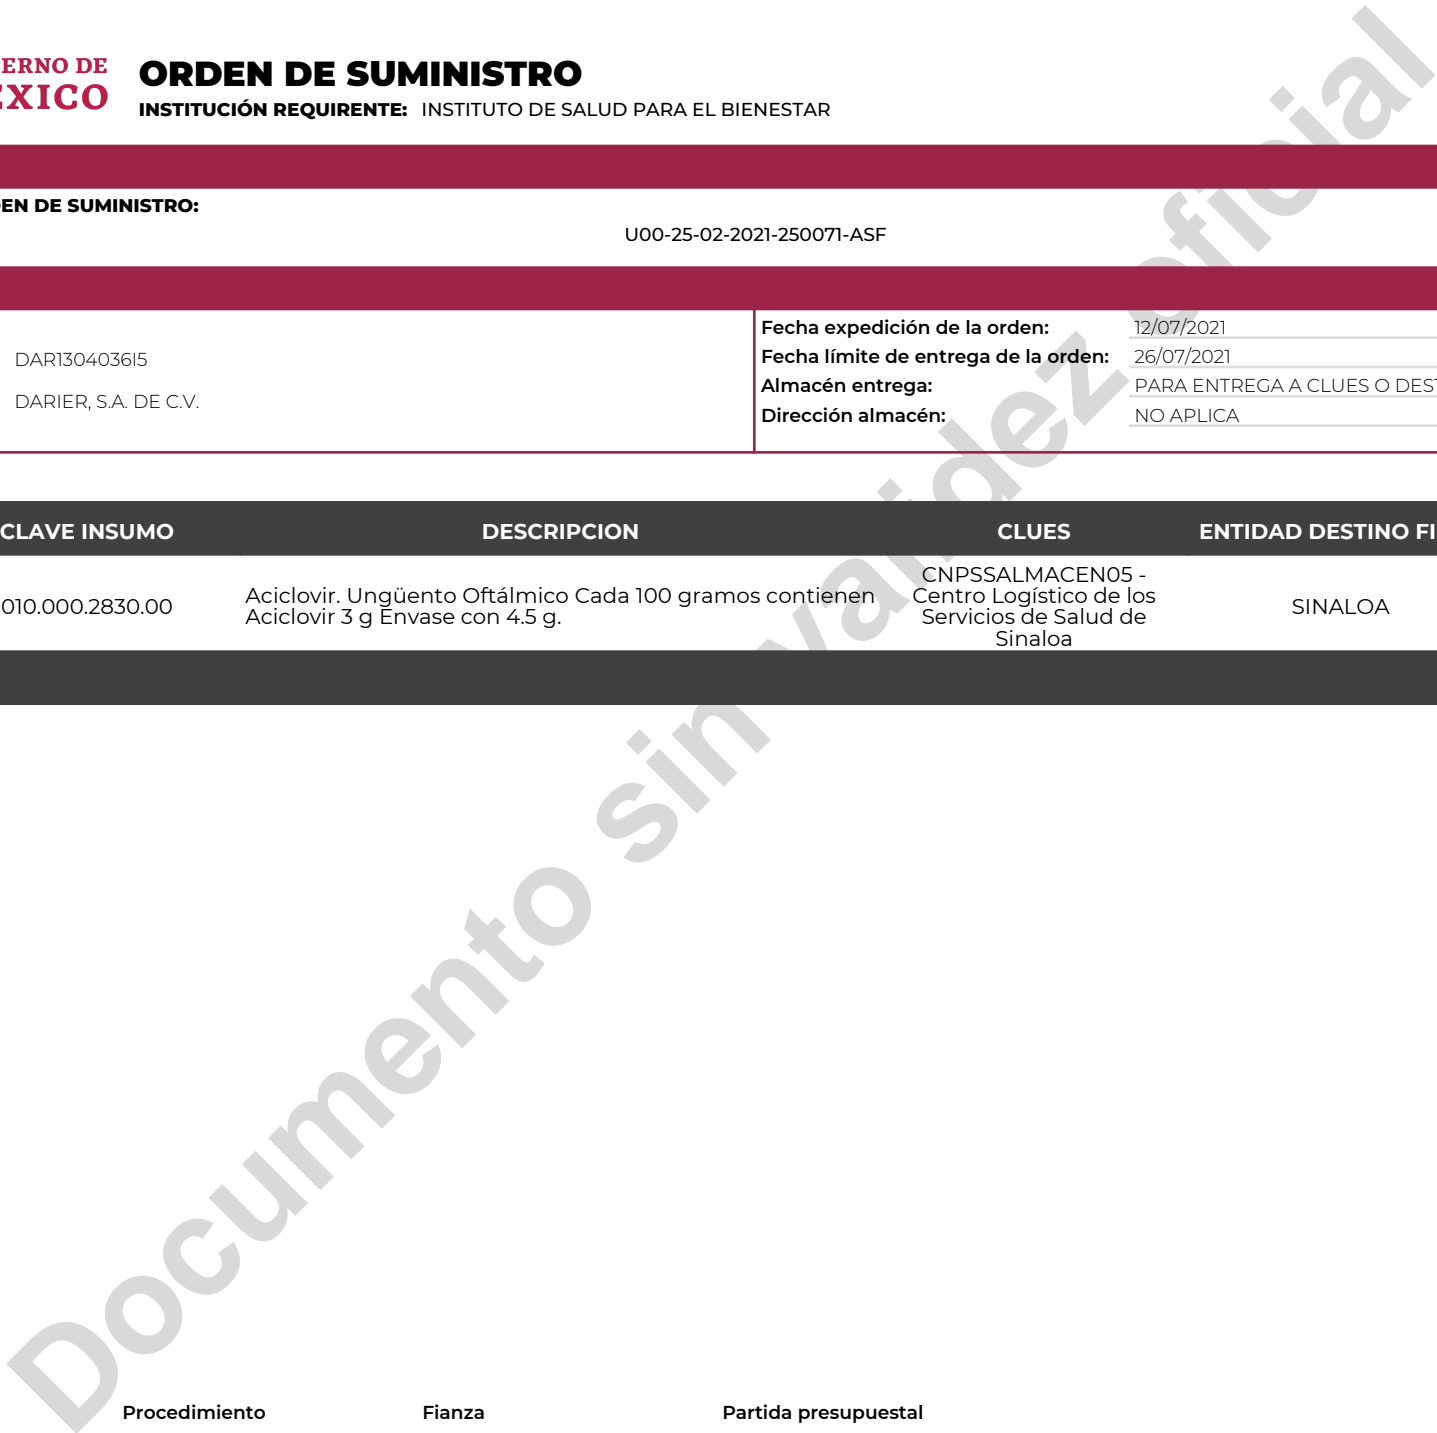 ERNO DE
ÉXICO
ORDEN DE SUMINISTRO
INSTITUCIÓN REQUIRENTE: INSTITUTO DE SALUD PARA EL BIENESTAR
EN DE SUMINISTRO:
U00-25-02-2021-250071-ASF
DAR1304036I5
DARIER, S.A. DE C.V.
Fecha expedición de la orden: 12/07/2021
Fecha límite de entrega de la orden: 26/07/2021
Almacén entrega: PARA ENTREGA A CLUES O DEST
Dirección almacén: NO APLICA
CLAVE INSUMO DESCRIPCION CLUES ENTIDAD DESTINO FI
010.000.2830.00
Aciclovir. Ungüento Oftálmico Cada 100 gramos contienen
Aciclovir 3 g Envase con 4.5 g.
CNPSSALMACEN05 -
Centro Logístico de los
Servicios de Salud de
Sinaloa
SINALOA
Documento sin validez oficial
Procedimiento Fianza Partida presupuestal